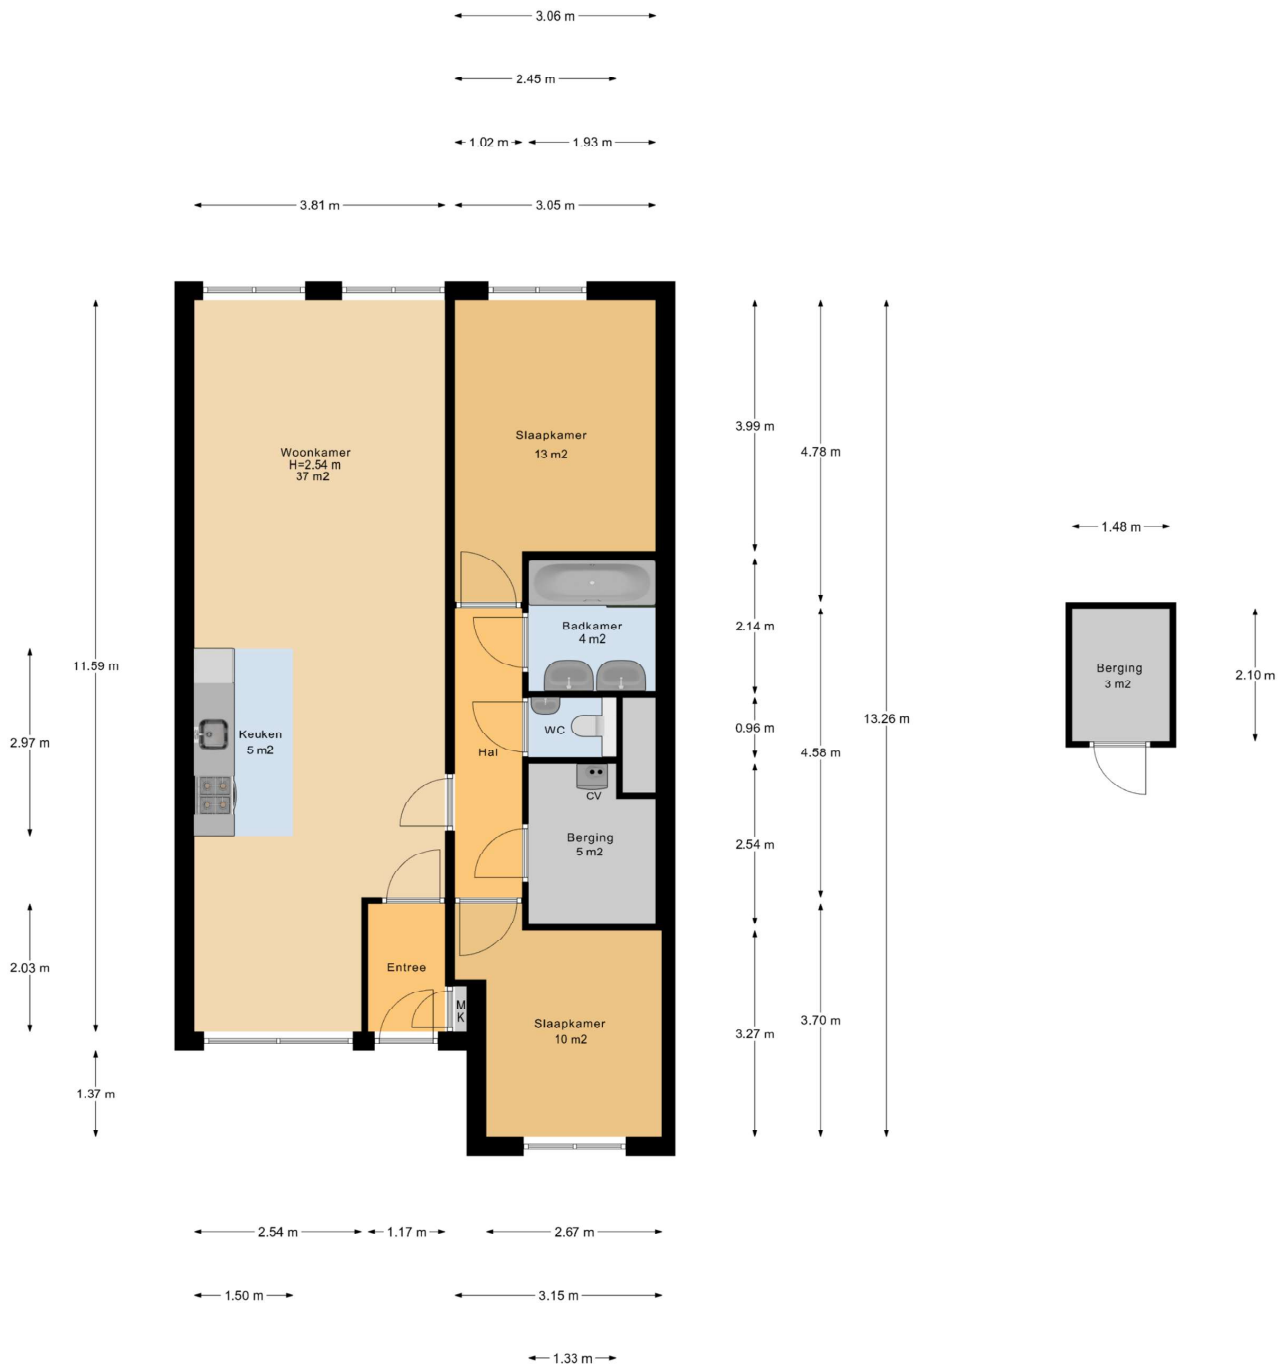 3.06 m
2.45 m
1.02 m
1.93 m
3.81 m
3.05 m
Woonkamer
H=2.54 m
37 m2
Slaapkamer
13 m2
3.99 m
4.78 m
1.48 m
11.59 m
Badkamer
4 m2
2.14 m
Berging
3 m2
2.10 m
2.97 m
Keuken
5 m2
WC
Hal
0.96 m
4.58 m
13.26 m
CV
Berging
5 m2
2.54 m
2.03 m
Entree
M
K
Slaapkamer
10 m2
3.27 m
3.70 m
1.37 m
2.54 m
1.17 m
2.67 m
1.50 m
3.15 m
1.33 m